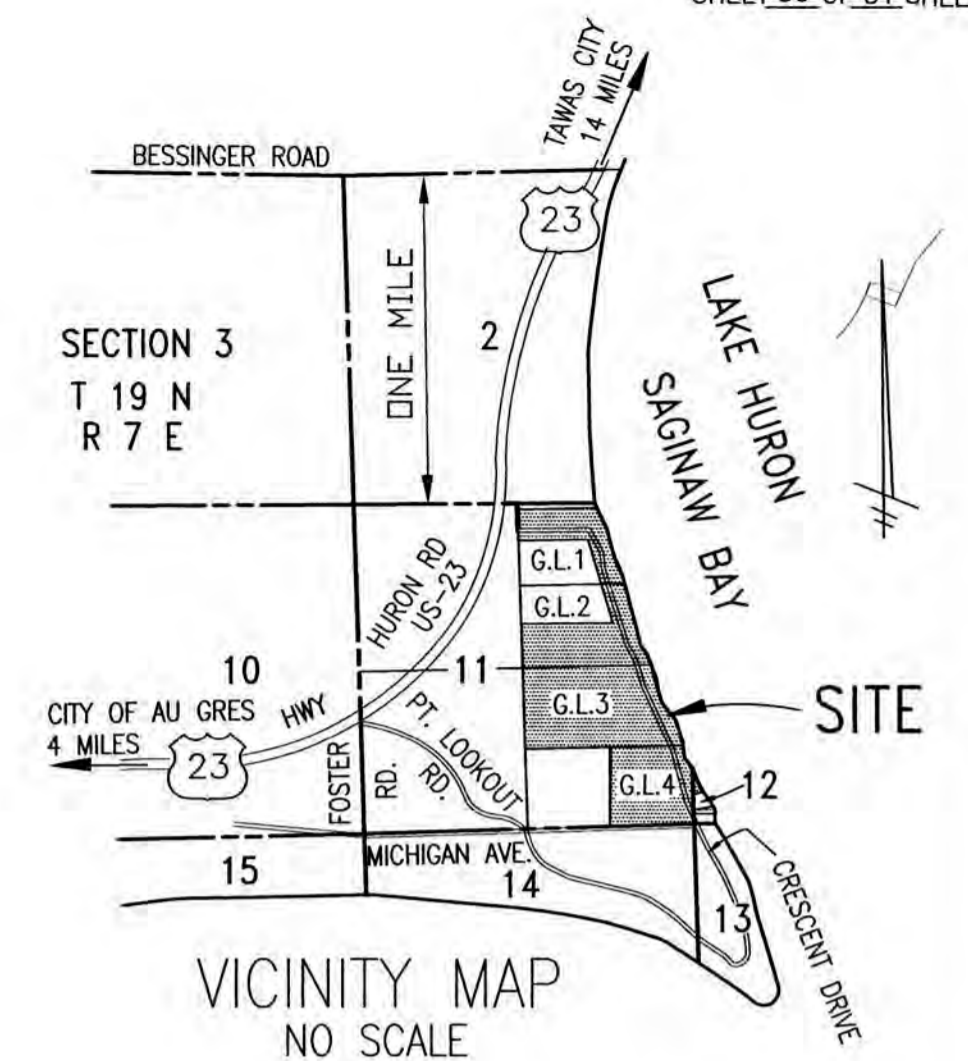 TAWAS CITY
14 MILES
BESSINGER ROAD
23
ONE MILE
2
SECTION 3
T 19 N
R 7 E
LAKE HURON
SAGINAW BAY
HURON RD
US-23
G.L.1
G.L.2
10
11
G.L.3
SITE
CITY OF AU GRES
4 MILES
HWY
23
PT. LOOKOUT
RD.
FOSTER
RD.
G.L.4
12
MICHIGAN AVE.
15
14
13
CRESCENT DRIVE
VICINITY MAP
NO SCALE